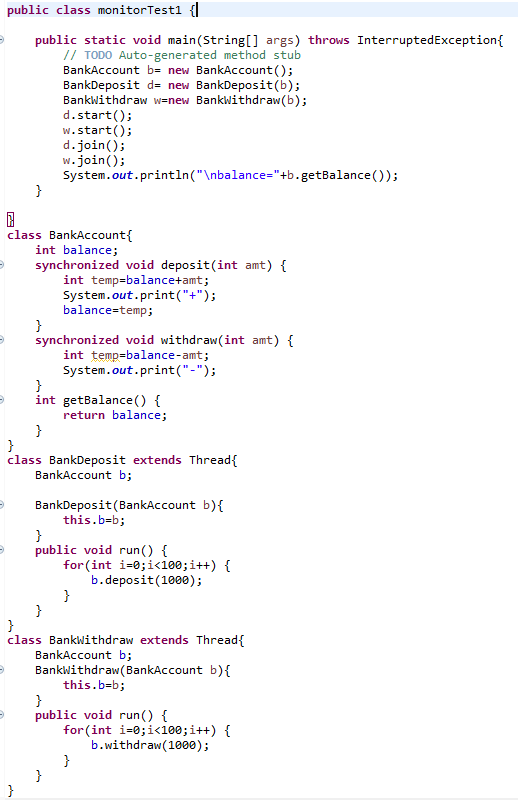 public class monitorTest1 {
    public static void main(String[] args) throws InterruptedException{
        // TODO Auto-generated method stub
        BankAccount b= new BankAccount();
        BankDeposit d= new BankDeposit(b);
        BankWithdraw w=new BankWithdraw(b);
        d.start();
        w.start();
        d.join();
        w.join();
        System.out.println("\nbalance="+b.getBalance());
    }
}
class BankAccount{
    int balance;
    synchronized void deposit(int amt) {
        int temp=balance+amt;
        System.out.print("+");
        balance=temp;
    }
    synchronized void withdraw(int amt) {
        int temp=balance-amt;
        System.out.print("-");
    }
    int getBalance() {
        return balance;
    }
}
class BankDeposit extends Thread{
    BankAccount b;
    BankDeposit(BankAccount b){
        this.b=b;
    }
    public void run() {
        for(int i=0;i<100;i++) {
            b.deposit(1000);
        }
    }
}
class BankWithdraw extends Thread{
    BankAccount b;
    BankWithdraw(BankAccount b){
        this.b=b;
    }
    public void run() {
        for(int i=0;i<100;i++) {
            b.withdraw(1000);
        }
    }
}